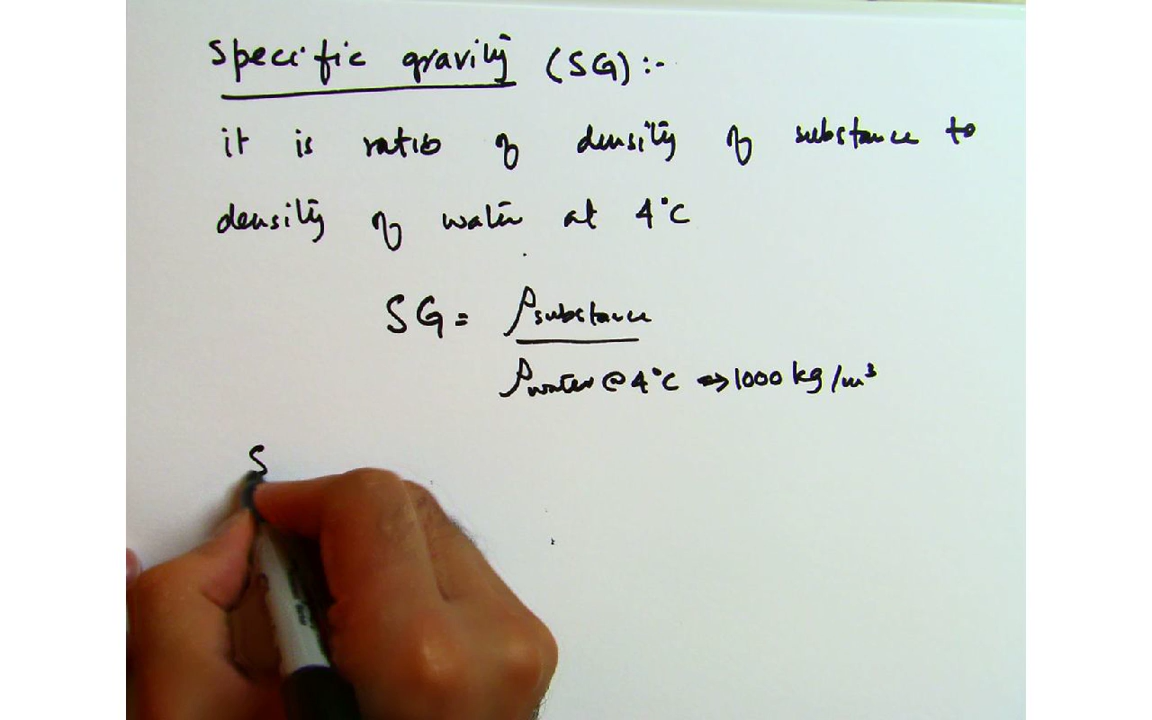 specific gravity (SG):-
it is ratio of density of substance to
density of water at 4°C
SG = ρsubstance
ρwater@4°C ⇒ 1000 kg/m³
S